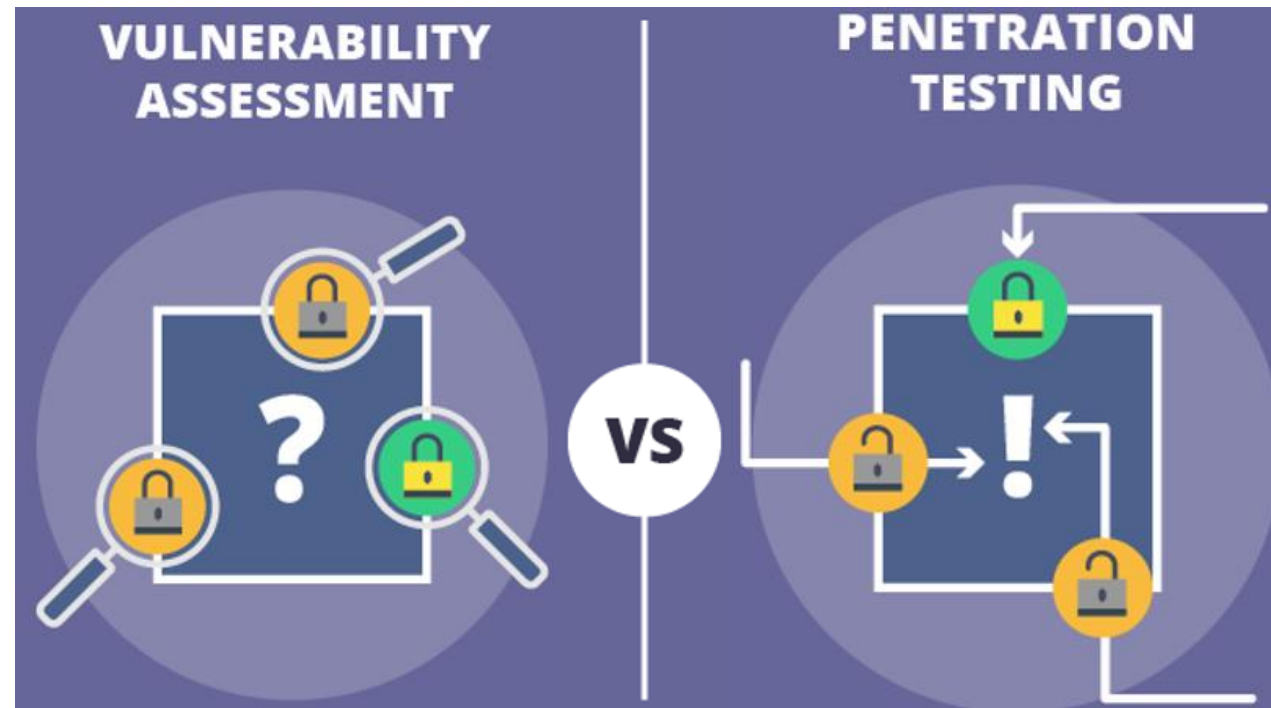 VULNERABILITY
ASSESSMENT
?
VS
PENETRATION
TESTING
!